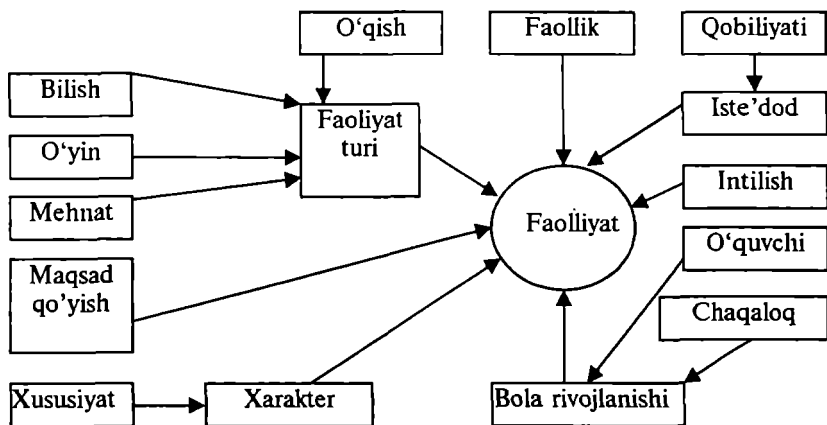 O‘qish
Faollik
Qobiliyati
Bilish
Faoliyat
turi
Iste’dod
O‘yin
Mehnat
Intilish
Faolliyat
O‘quvchi
Maqsad
qo’yish
Chaqaloq
Xususiyat
Xarakter
Bola rivojlanishi